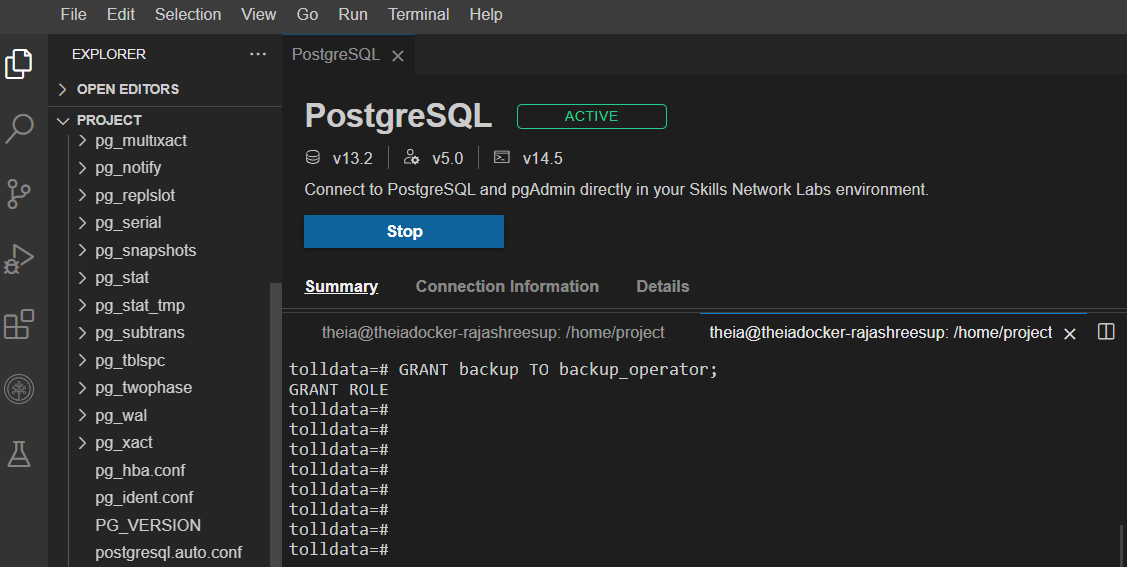 File Edit Selection View Go Run Terminal Help
EXPLORER ...
OPEN EDITORS
PROJECT
pg_multixact
pg_notify
pg_replslot
pg_serial
pg_snapshots
pg_stat
pg_stat_tmp
pg_subtrans
pg_tblspc
pg_twophase
pg_wal
pg_xact
pg_hba.conf
pg_ident.conf
PG_VERSION
postgresql.auto.conf
PostgreSQL
PostgreSQL ACTIVE
v13.2 v5.0 v14.5
Connect to PostgreSQL and pgAdmin directly in your Skills Network Labs environment.
Stop
Summary Connection Information Details
theia@theiadocker-rajashreesup: /home/project theia@theiadocker-rajashreesup: /home/project
tolldata=# GRANT backup TO backup_operator;
GRANT ROLE
tolldata=#
tolldata=#
tolldata=#
tolldata=#
tolldata=#
tolldata=#
tolldata=#
tolldata=#